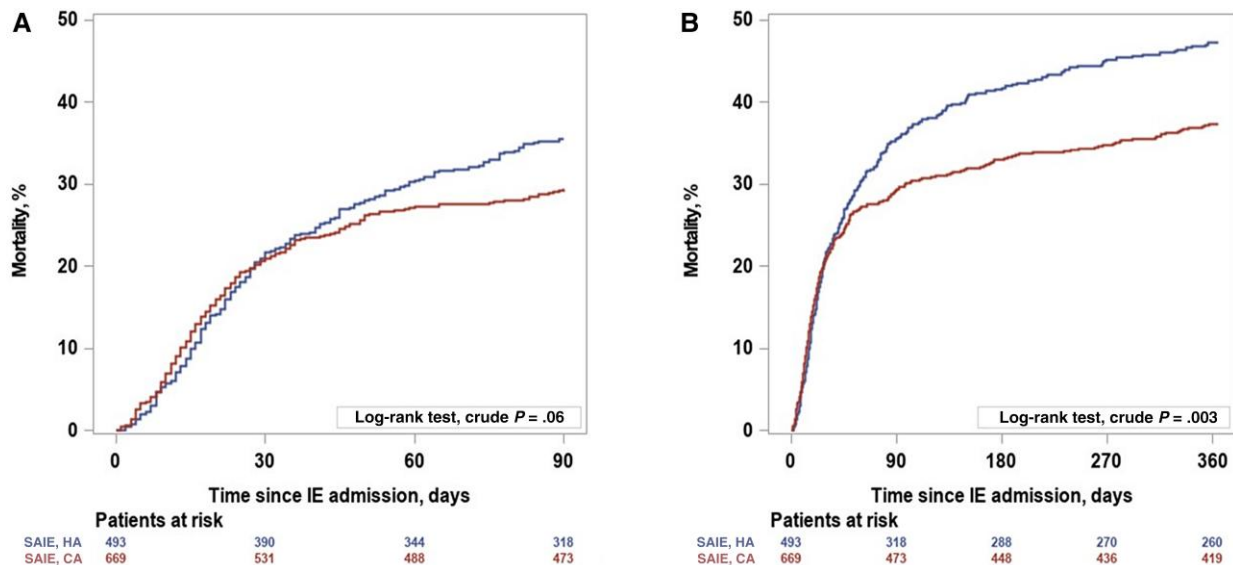 A
50
40
30
20
10
0
Mortality, %
Log-rank test, crude P = .06
0 30 60 90
Time since IE admission, days
Patients at risk
SAIE, HA 493 390 344 318
SAIE, CA 669 531 488 473
B
50
40
30
20
10
0
Mortality, %
Log-rank test, crude P = .003
0 90 180 270 360
Time since IE admission, days
Patients at risk
SAIE, HA 493 318 288 270 260
SAIE, CA 669 473 448 436 419